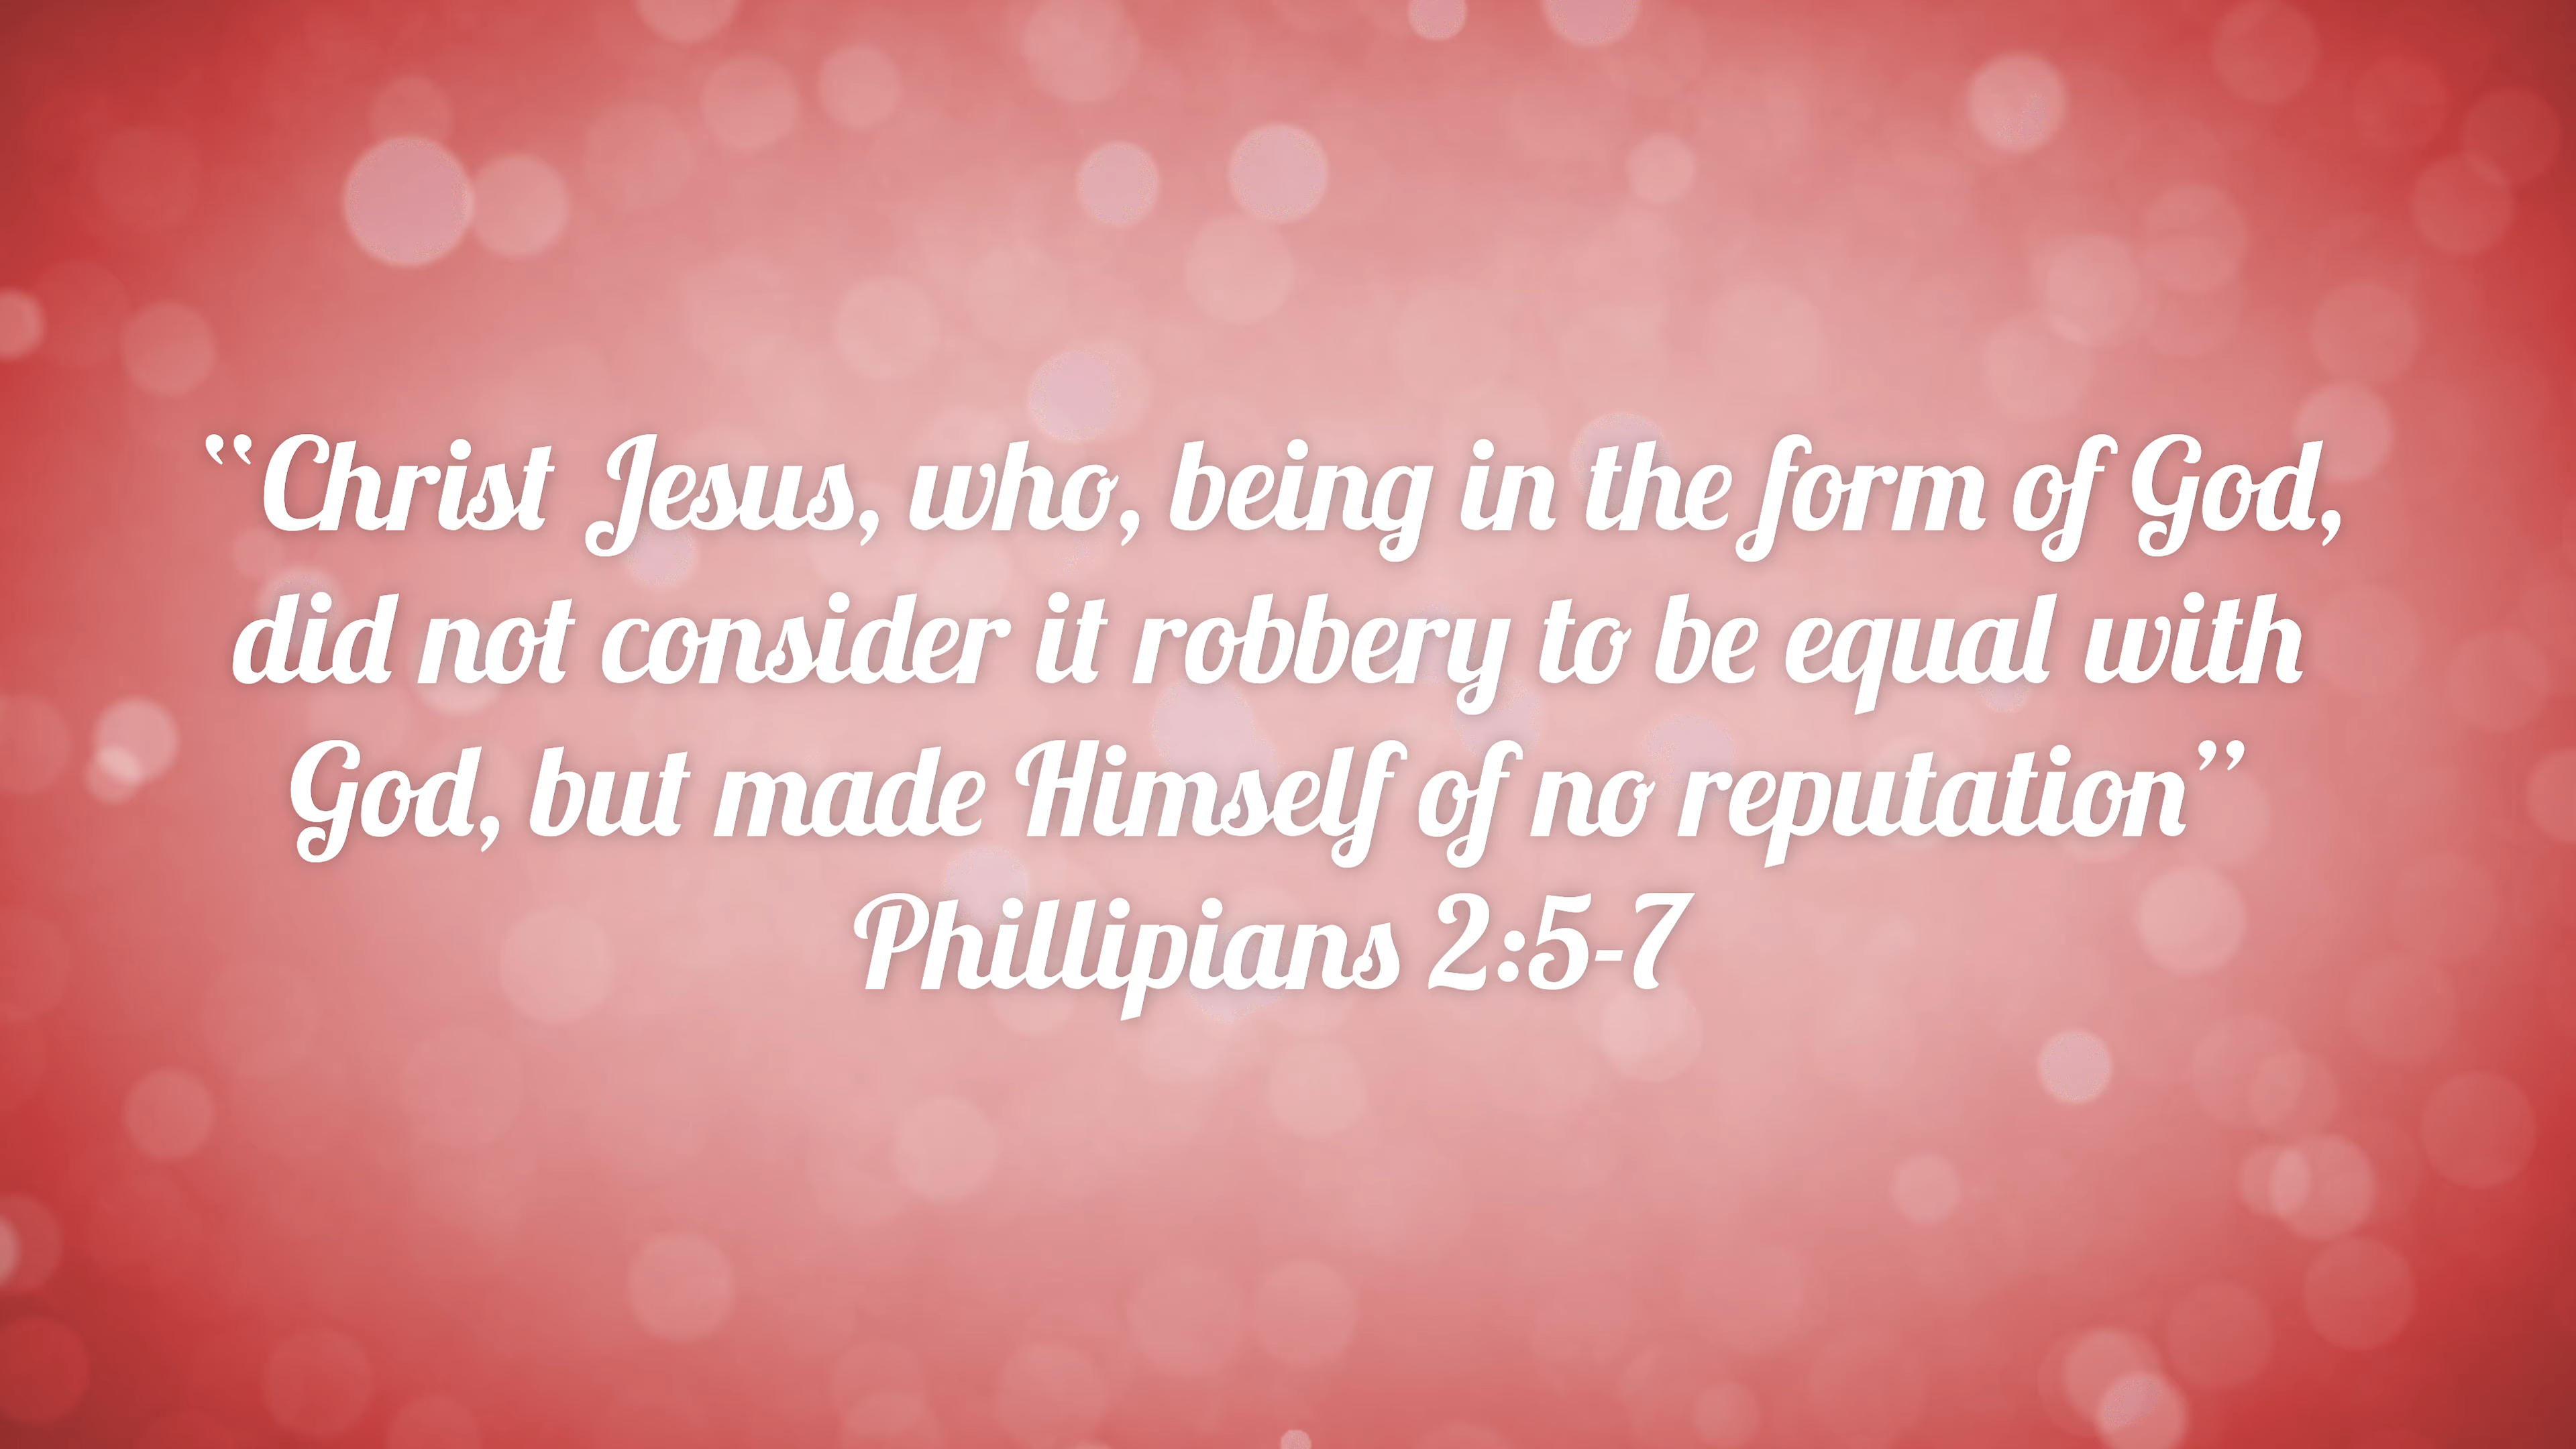 “Christ Jesus, who, being in the form of God,
did not consider it robbery to be equal with
God, but made Himself of no reputation”
Phillipians 2:5-7